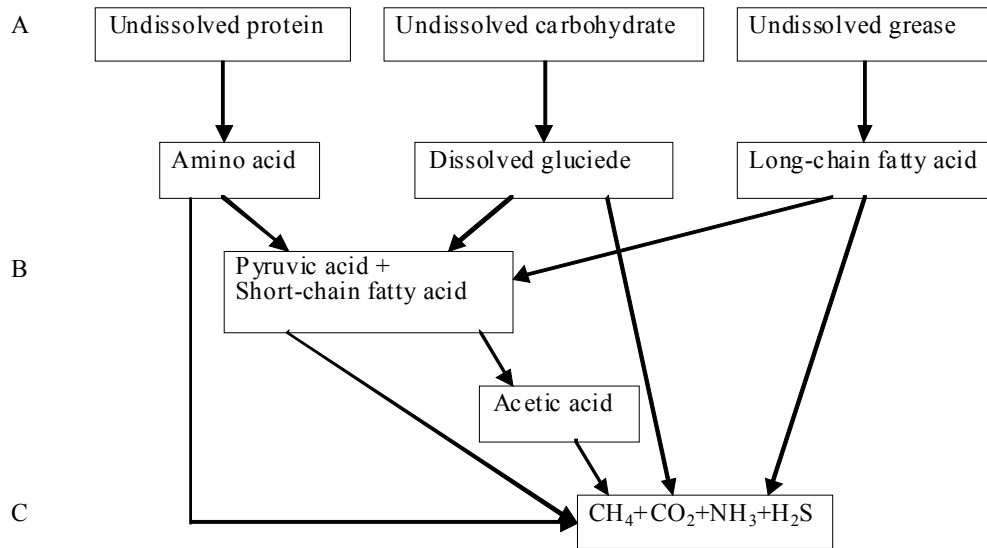 A
Undissolved protein
Undissolved carbohydrate
Undissolved grease
Amino acid
Dissolved gluciede
Long-chain fatty acid
B
Pyruvic acid +
Short-chain fatty acid
Acetic acid
C
CH₄+CO₂+NH₃+H₂S